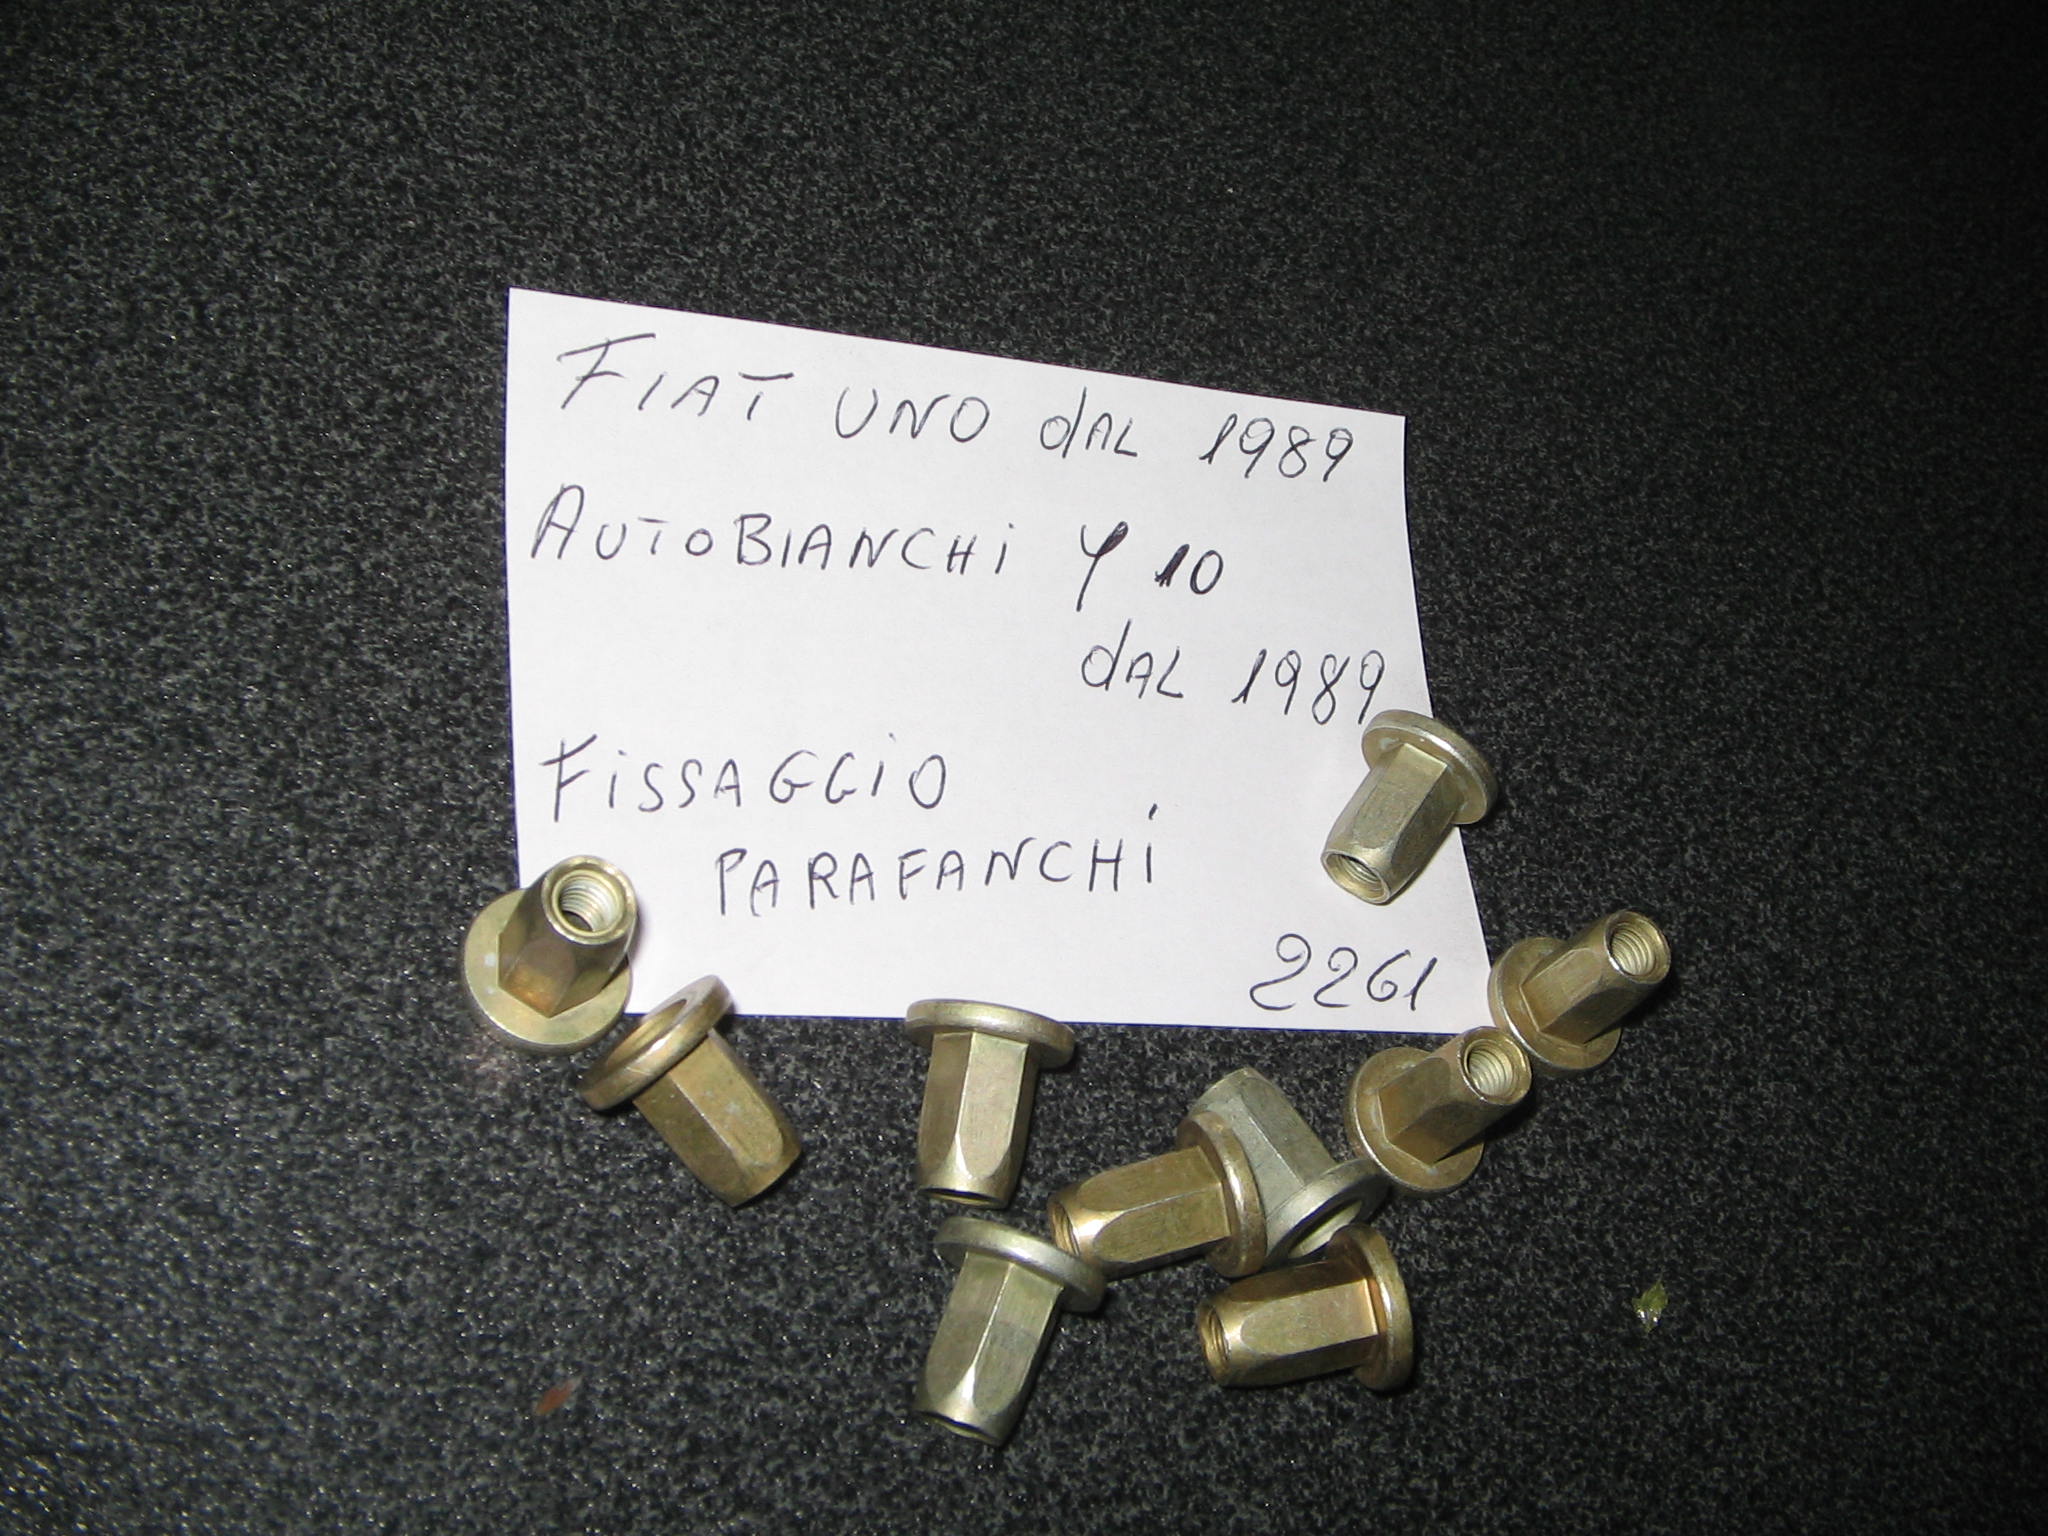 FIAT UNO dAL 1989
AUTOBIANCHi Y 10
dAL 1989
FiSSAGGiO
PARAFANCHi
2261